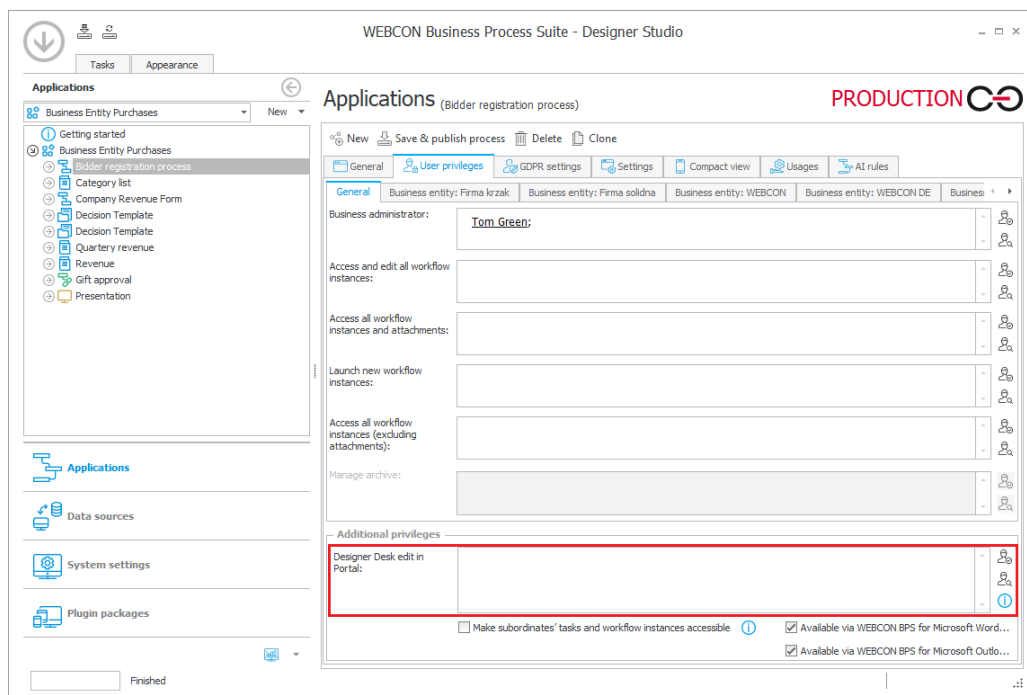 WEBCON Business Process Suite - Designer Studio
Tasks
Appearance
Applications
Business Entity Purchases
New
Getting started
Business Entity Purchases
Bidder registration process
Category list
Company Revenue Form
Decision Template
Decision Template
Quartery revenue
Revenue
Gift approval
Presentation
Applications
Data sources
System settings
Plugin packages
Finished
Applications (Bidder registration process)
PRODUCTION
New
Save & publish process
Delete
Clone
General
User privileges
GDPR settings
Settings
Compact view
Usages
AI rules
General
Business entity: Firma krzak
Business entity: Firma solidna
Business entity: WEBCON
Business entity: WEBCON DE
Business
Business administrator:
Tom Green;
Access and edit all workflow
instances:
Access all workflow
instances and attachments:
Launch new workflow
instances:
Access all workflow
instances (excluding
attachments):
Manage archive:
Additional privileges
Designer Desk edit in
Portal:
Make subordinates' tasks and workflow instances accessible
Available via WEBCON BPS for Microsoft Word...
Available via WEBCON BPS for Microsoft Outlo...